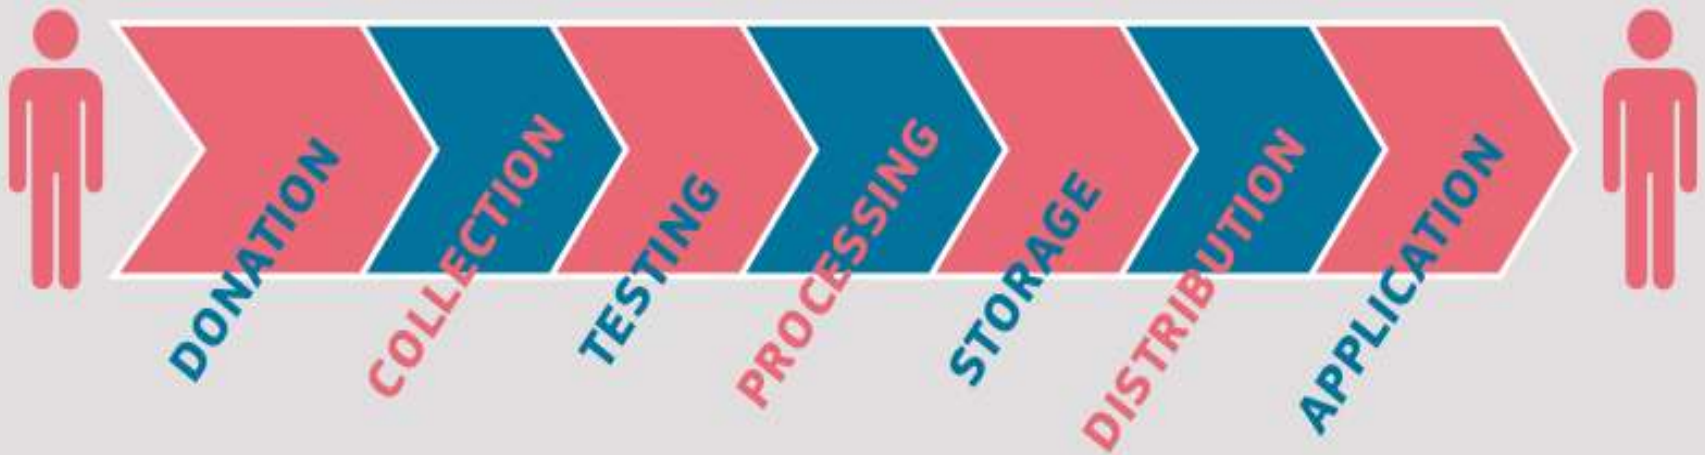 DONATION
COLLECTION
TESTING
PROCESSING
STORAGE
DISTRIBUTION
APPLICATION